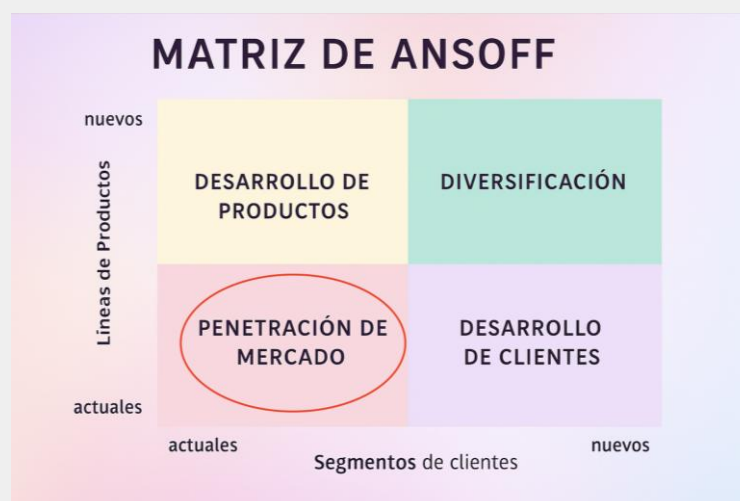 MATRIZ DE ANSOFF
nuevos
Líneas de Productos
DESARROLLO DE
PRODUCTOS
DIVERSIFICACIÓN
PENETRACIÓN DE
MERCADO
DESARROLLO
DE CLIENTES
actuales
actuales
nuevos
Segmentos de clientes